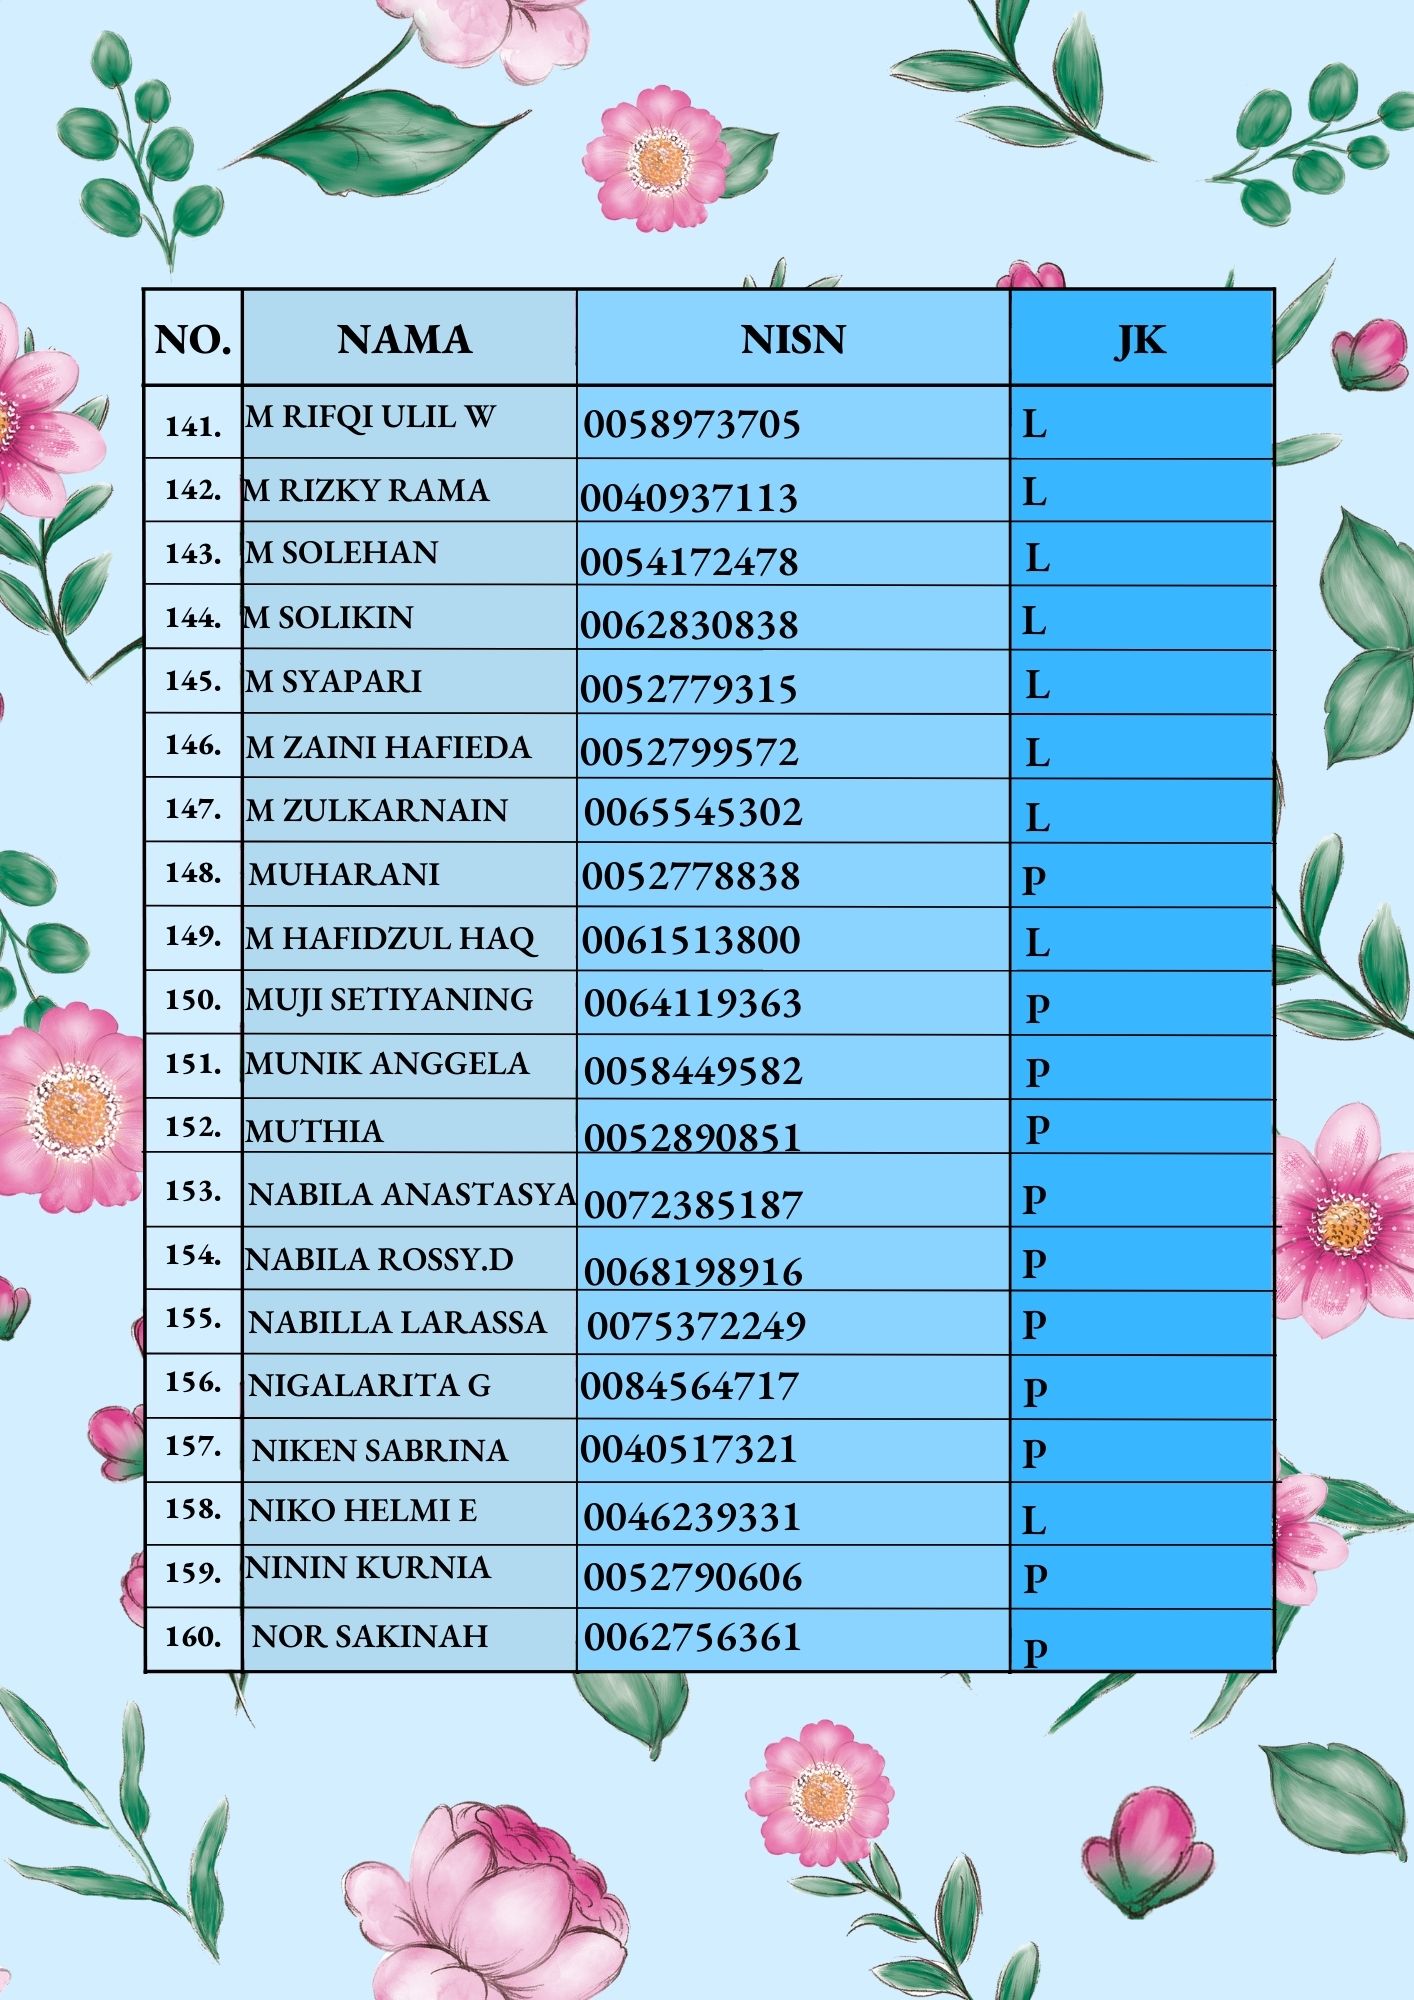 NO. NAMA NISN JK
141. M RIFQI ULIL W 0058973705 L
142. M RIZKY RAMA 0040937113 L
143. M SOLEHAN 0054172478 L
144. M SOLIKIN 0062830838 L
145. M SYAPARI 0052779315 L
146. M ZAINI HAFIEDA 0052799572 L
147. M ZULKARNAIN 0065545302 L
148. MUHARANI 0052778838 P
149. M HAFIDZUL HAQ 0061513800 L
150. MUJI SETIYANING 0064119363 P
151. MUNIK ANGGELA 0058449582 P
152. MUTHIA 0052890851 P
153. NABILA ANASTASYA 0072385187 P
154. NABILA ROSSY.D 0068198916 P
155. NABILLA LARASSA 0075372249 P
156. NIGALARITA G 0084564717 P
157. NIKEN SABRINA 0040517321 P
158. NIKO HELMI E 0046239331 L
159. NININ KURNIA 0052790606 P
160. NOR SAKINAH 0062756361 P